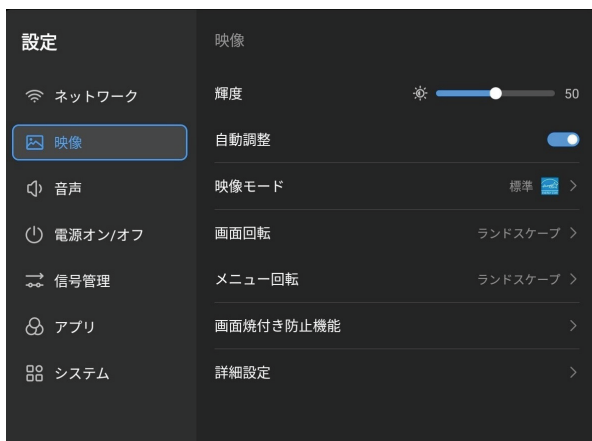 設定
ネットワーク
映像
音声
電源オン/オフ
信号管理
アプリ
システム
映像
輝度 50
自動調整
映像モード 標準
画面回転 ランドスケープ
メニュー回転 ランドスケープ
画面焼付き防止機能
詳細設定